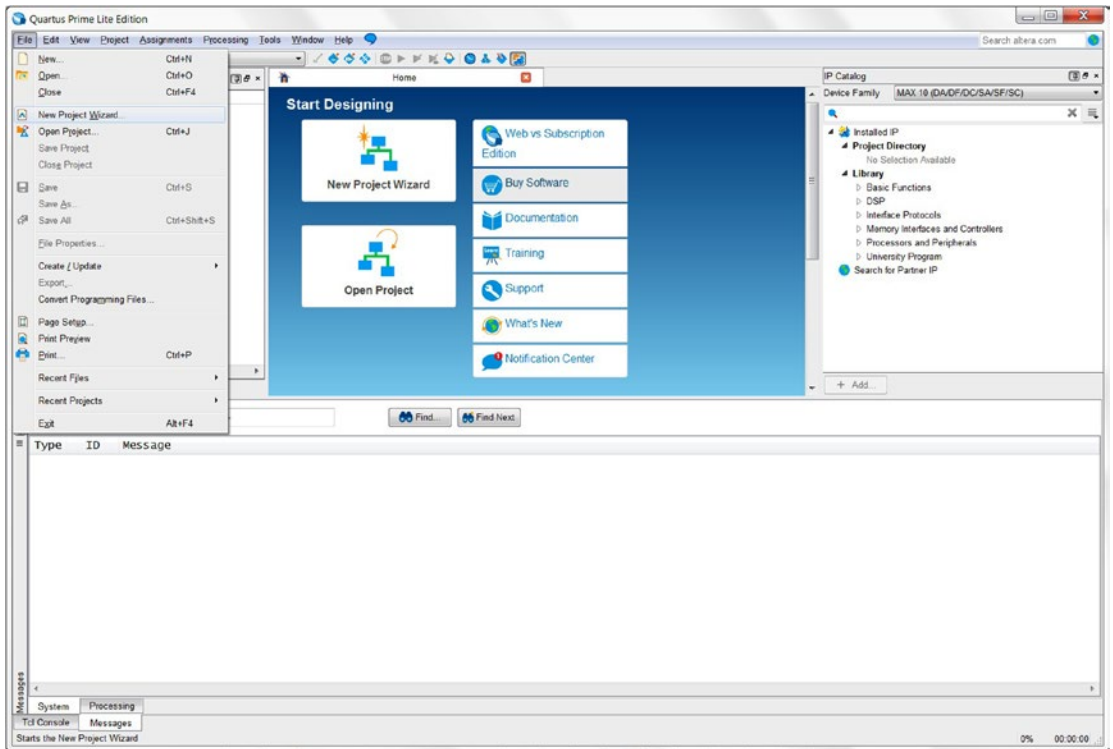 Quartus Prime Lite Edition
File Edit View Project Assignments Processing Tools Window Help
Search altera.com
New... Ctrl+N
Open... Ctrl+O
Close Ctrl+F4
New Project Wizard...
Open Project... Ctrl+J
Save Project
Close Project
Save Ctrl+S
Save As...
Save All Ctrl+Shift+S
File Properties...
Create / Update
Export...
Convert Programming Files...
Page Setup...
Print Preview
Print... Ctrl+P
Recent Files
Recent Projects
Exit Alt+F4
Home
Start Designing
New Project Wizard
Open Project
Web vs Subscription
Edition
Buy Software
Documentation
Training
Support
What's New
Notification Center
IP Catalog
Device Family MAX 10 (DA/DF/DC/SA/SF/SC)
Installed IP
Project Directory
No Selection Available
Library
Basic Functions
DSP
Interface Protocols
Memory Interfaces and Controllers
Processors and Peripherals
University Program
Search for Partner IP
+ Add...
Find... Find Next
Type ID Message
Messages
System Processing
Tcl Console Messages
Starts the New Project Wizard
0% 00:00:00